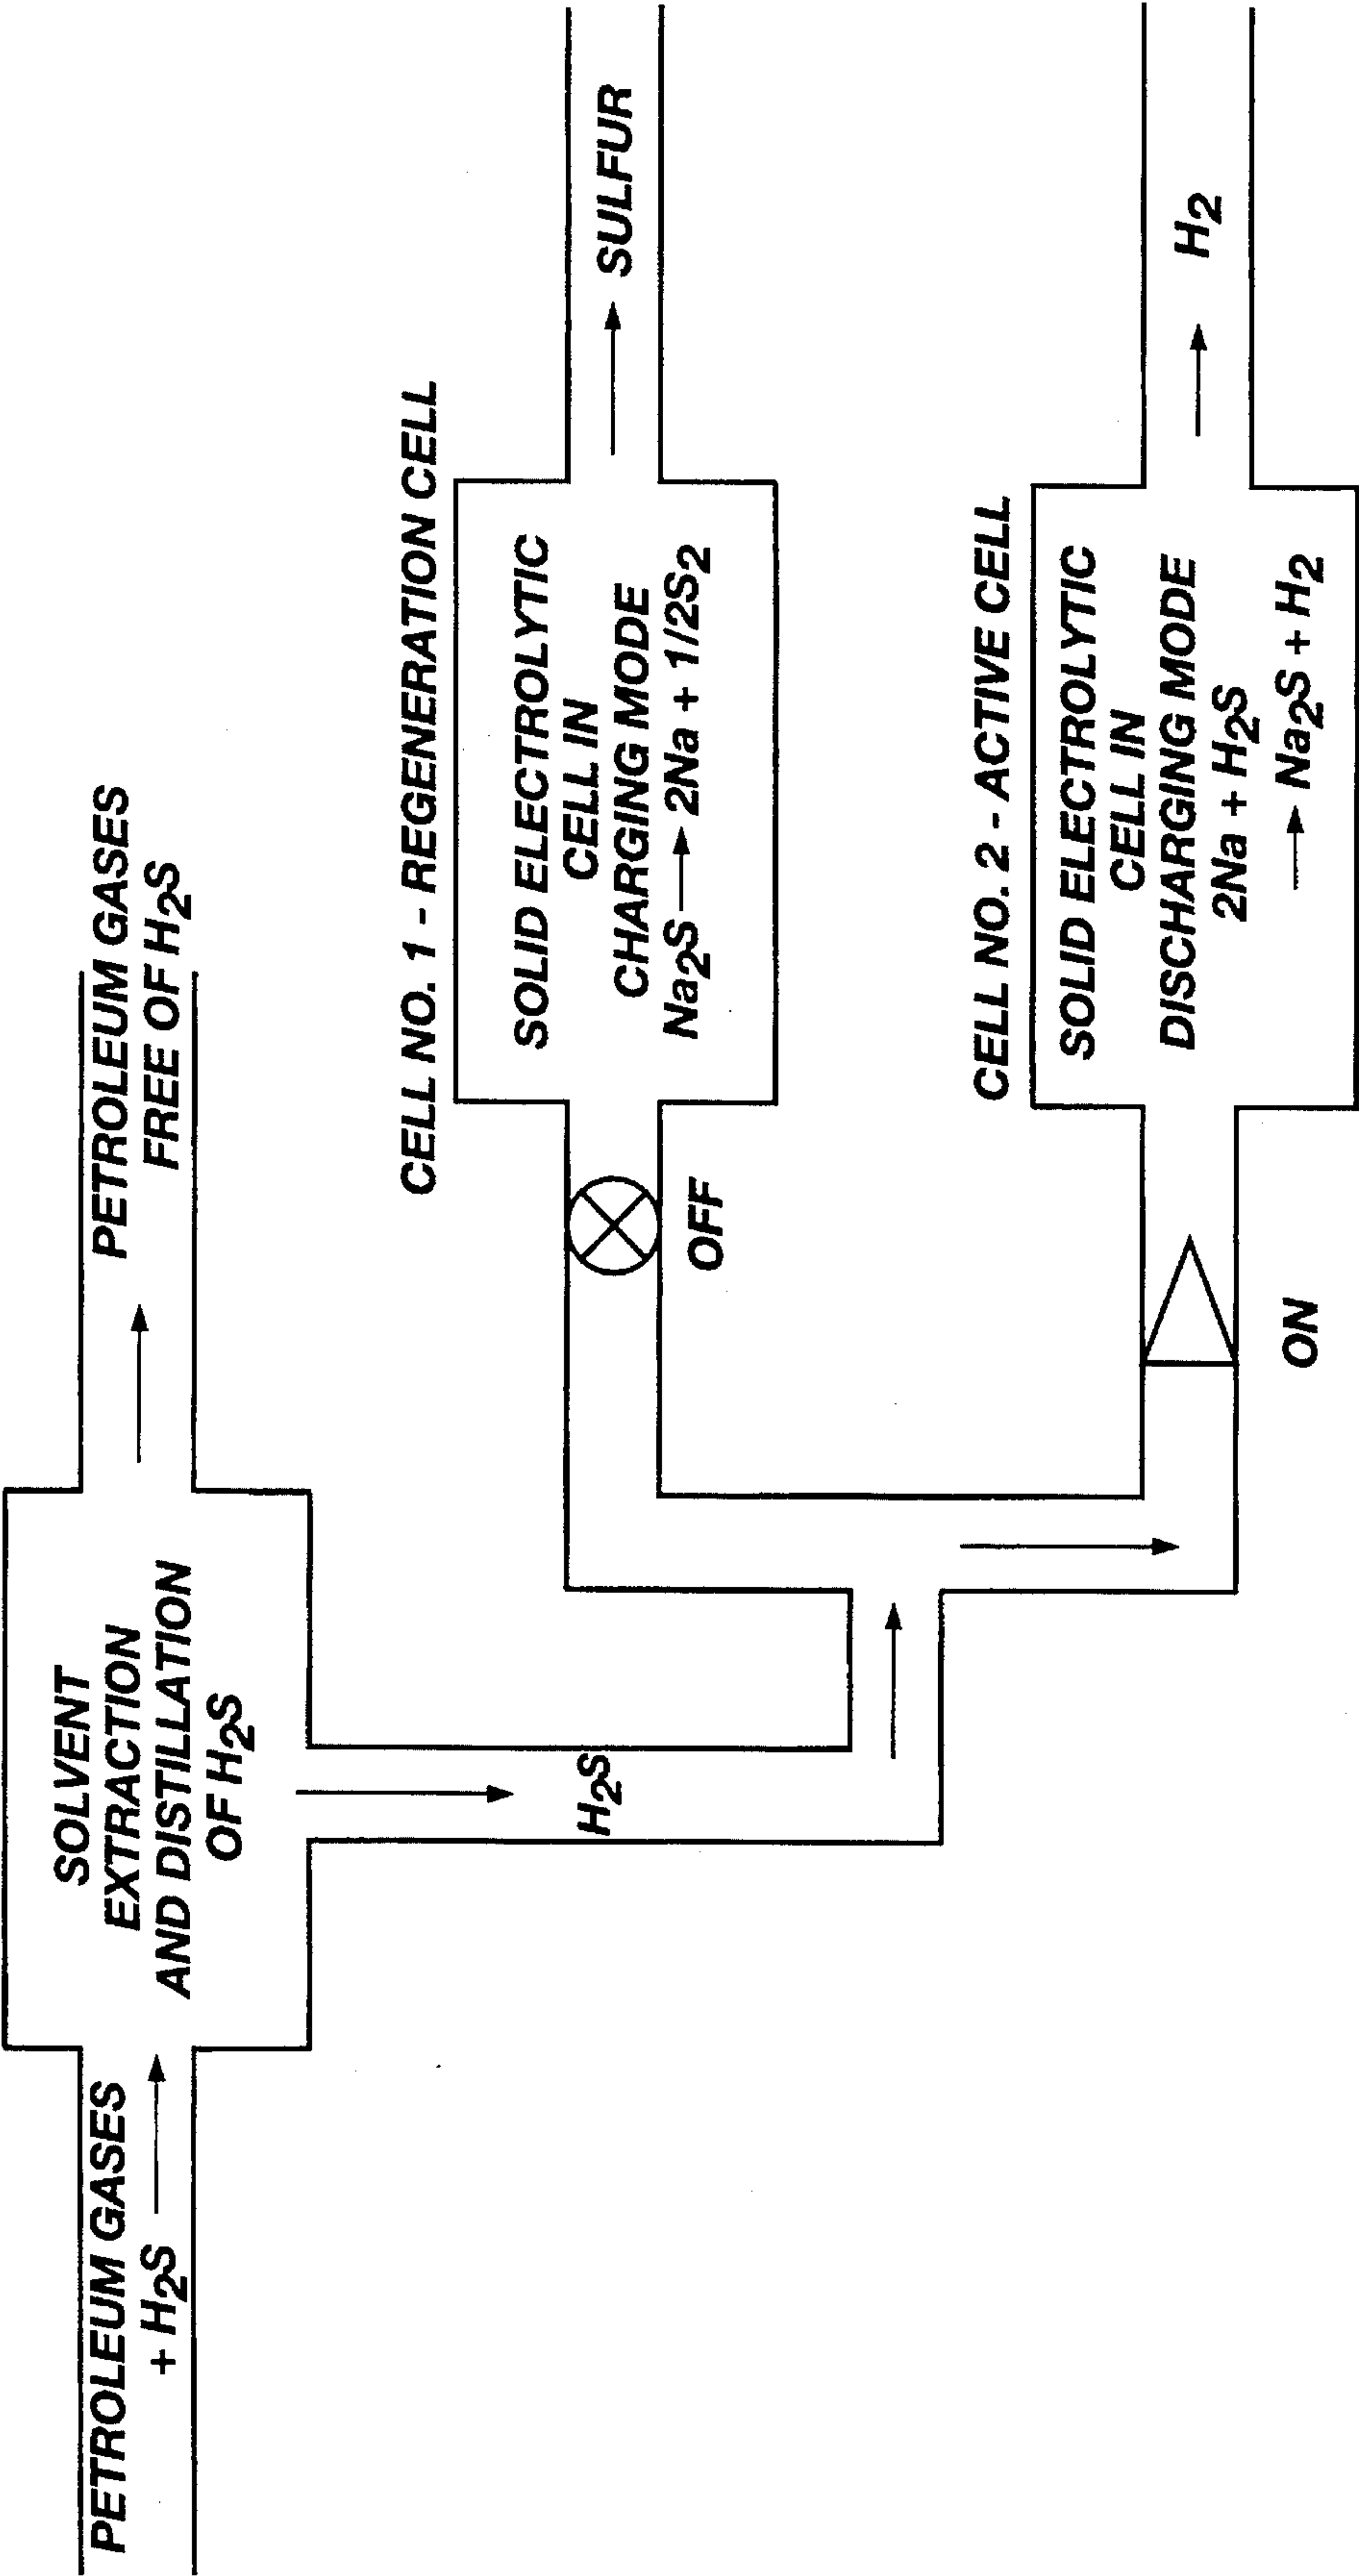 PETROLEUM GASES
+ H2S
SOLVENT
EXTRACTION
AND DISTILLATION
OF H2S
PETROLEUM GASES
FREE OF H2S
H2S
CELL NO. 1 - REGENERATION CELL
OFF
SOLID ELECTROLYTIC
CELL IN
CHARGING MODE
Na2S → 2Na + 1/2S2
SULFUR
CELL NO. 2 - ACTIVE CELL
ON
SOLID ELECTROLYTIC
CELL IN
DISCHARGING MODE
2Na + H2S
→ Na2S + H2
H2